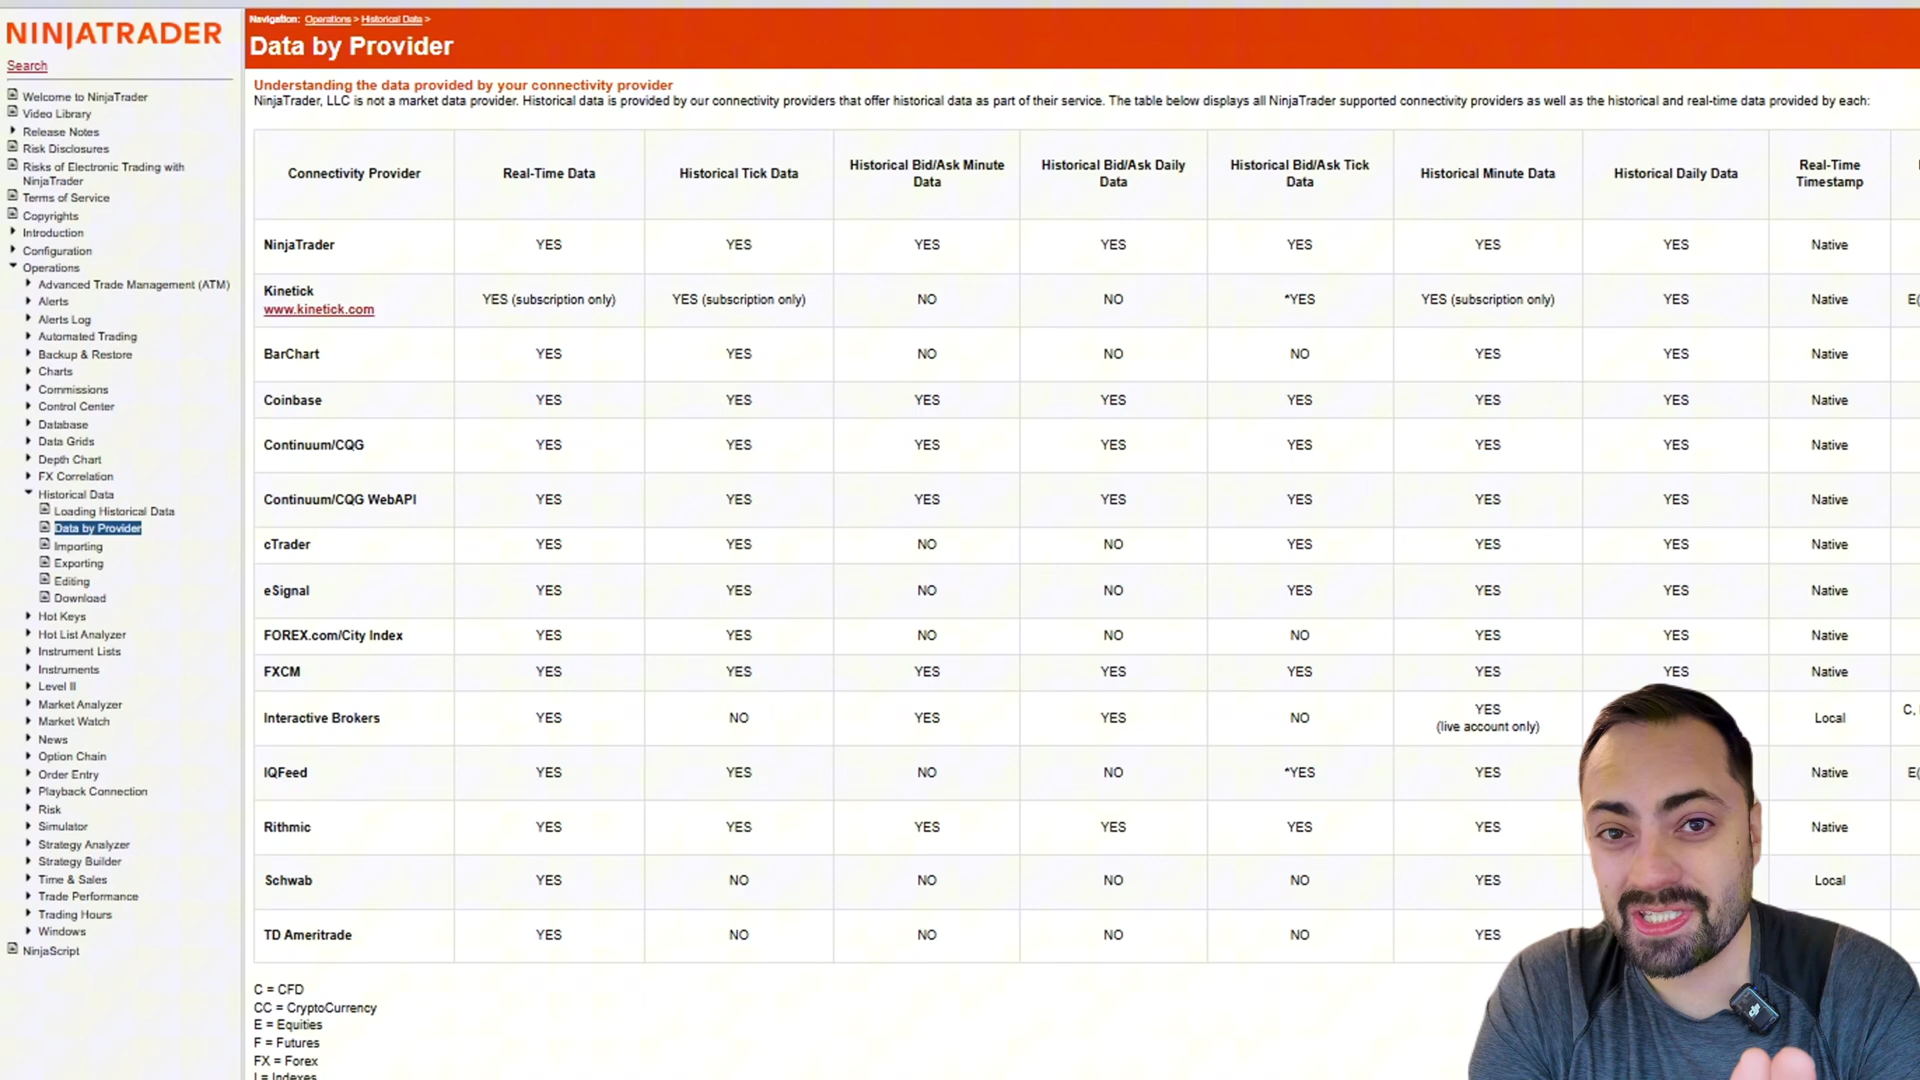 NINJATRADER
Search
Welcome to NinjaTrader
Video Library
Release Notes
Risk Disclosures
Risks of Electronic Trading with
NinjaTrader
Terms of Service
Copyrights
Introduction
Configuration
Operations
Advanced Trade Management (ATM)
Alerts
Alerts Log
Automated Trading
Backup & Restore
Charts
Commissions
Control Center
Database
Data Grids
Depth Chart
FX Correlation
Historical Data
Loading Historical Data
Data by Provider
Importing
Exporting
Editing
Download
Hot Keys
Hot List Analyzer
Instrument Lists
Instruments
Level II
Market Analyzer
Market Watch
News
Option Chain
Order Entry
Playback Connection
Risk
Simulator
Strategy Analyzer
Strategy Builder
Time & Sales
Trade Performance
Trading Hours
Windows
NinjaScript
Navigation: Operations > Historical Data >
Data by Provider
Understanding the data provided by your connectivity provider
NinjaTrader, LLC is not a market data provider. Historical data is provided by our connectivity providers that offer historical data as part of their service. The table below displays all NinjaTrader supported connectivity providers as well as the historical and real-time data provided by each:
Connectivity Provider Real-Time Data Historical Tick Data Historical Bid/Ask Minute Data Historical Bid/Ask Daily Data Historical Bid/Ask Tick Data Historical Minute Data Historical Daily Data Real-Time Timestamp
NinjaTrader YES YES YES YES YES YES YES Native
Kinetick www.kinetick.com YES (subscription only) YES (subscription only) NO NO *YES YES (subscription only) YES Native E(
BarChart YES YES NO NO NO YES YES Native
Coinbase YES YES YES YES YES YES YES Native
Continuum/CQG YES YES YES YES YES YES YES Native
Continuum/CQG WebAPI YES YES YES YES YES YES YES Native
cTrader YES YES NO NO YES YES YES Native
eSignal YES YES NO NO YES YES YES Native
FOREX.com/City Index YES YES NO NO NO YES YES Native
FXCM YES YES YES YES YES YES YES Native
Interactive Brokers YES NO YES YES NO YES (live account only) Local C,
IQFeed YES YES NO NO *YES YES Native E(
Rithmic YES YES YES YES YES YES Native
Schwab YES NO NO NO NO YES Local
TD Ameritrade YES NO NO NO NO YES
C = CFD
CC = CryptoCurrency
E = Equities
F = Futures
FX = Forex
I = Indexes